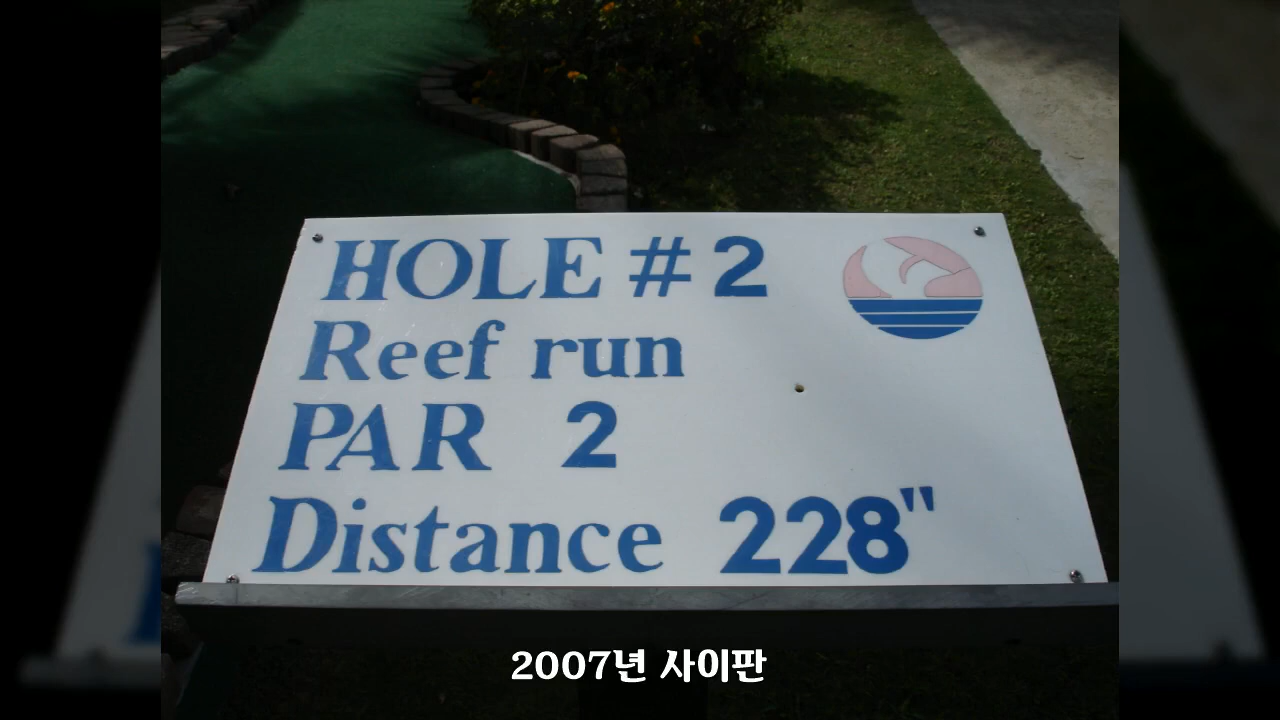 HOLE #2
Reef run
PAR 2
Distance 228"
2007년 사이판